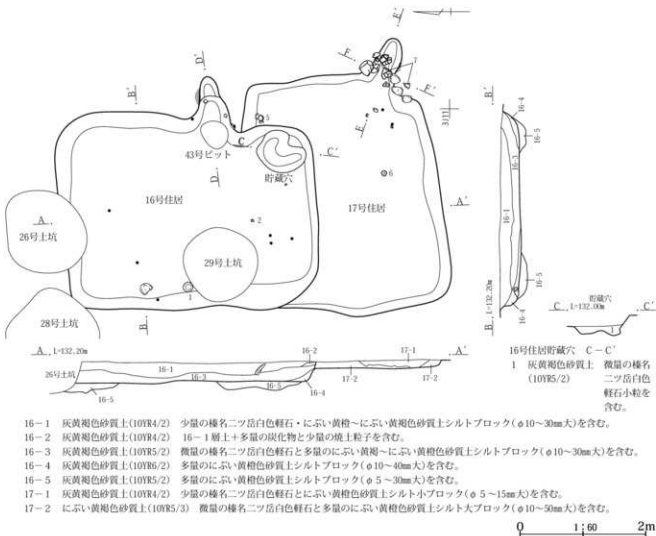 E'
D'
F
7
B'
F'
3J11
5
E
43号ピット
C
C'
貯蔵穴
D
6
16号住居
17号住居
A
2
A'
26号土坑
29号土坑
1
28号土坑
B
B'
16-4
16-5
16-3
16-1
16-5
16-4
B L=132.20m
貯蔵穴
C L=132.00m C'
1
16号住居貯蔵穴 C-C'
1 灰黄褐色砂質土 微量の榛名
(10YR5/2) 二ツ岳白色
軽石小粒を
含む。
A L=132.20m 16-2 17-1 A'
26号土坑 16-1
16-3 17-2 17-2
16-5 16-5 16-4
16-1 灰黄褐色砂質土(10YR4/2) 少量の榛名二ツ岳白色軽石・にぶい黄橙～にぶい黄褐色砂質土シルトブロック(φ10～30㎜大)を含む。
16-2 灰黄褐色砂質土(10YR4/2) 16-1層土＋多量の炭化物と少量の焼土粒子を含む。
16-3 灰黄褐色砂質土(10YR5/2) 微量の榛名二ツ岳白色軽石と多量のにぶい黄褐～にぶい黄橙色砂質土シルトブロック(φ10～30㎜大)を含む。
16-4 灰黄褐色砂質土(10YR6/2) 多量のにぶい黄橙色砂質土シルトブロック(φ10～40㎜大)を含む。
16-5 灰黄褐色砂質土(10YR5/2) 多量のにぶい黄橙色砂質土シルトブロック(φ5～30㎜大)を含む。
17-1 灰黄褐色砂質土(10YR4/2) 少量の榛名二ツ岳白色軽石とにぶい黄橙色砂質土シルト小ブロック(φ5～15㎜大)を含む。
17-2 にぶい黄褐色砂質土(10YR5/3) 微量の榛名二ツ岳白色軽石と多量のにぶい黄橙色砂質土シルト大ブロック(φ10～50㎜大)を含む。
0 1:60 2m